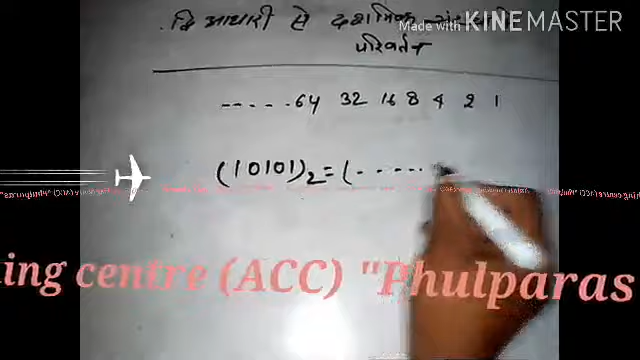 द्वि आधारी से दशमिक संख्या में
परिवर्तन
Made with KINEMASTER
------64 32 16 8 4 2 1
(10101)₂=(-----
ing centre (ACC) "Phulparas